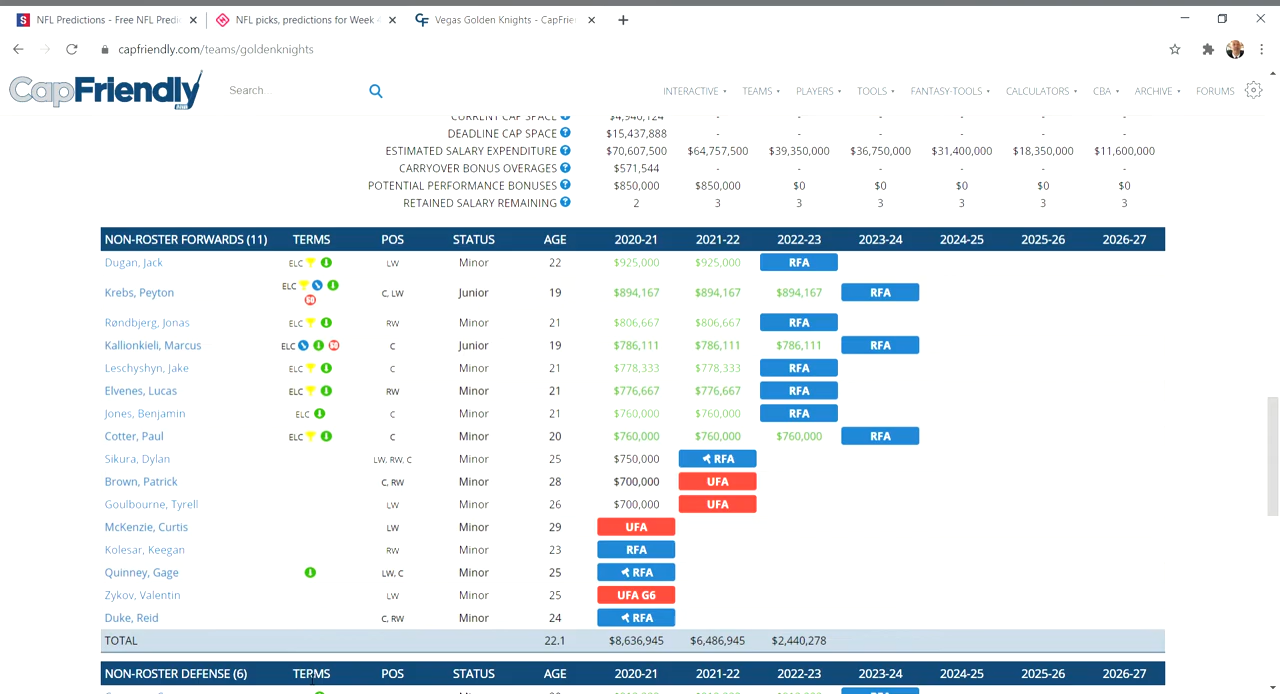 NFL Predictions - Free NFL Predi
NFL picks, predictions for Week 4
Vegas Golden Knights - CapFrie
capfriendly.com/teams/goldenknights
CapFriendly Search... INTERACTIVE TEAMS PLAYERS TOOLS FANTASY-TOOLS CALCULATORS CBA ARCHIVE FORUMS
CURRENT CAP SPACE $4,940,124 - - - - - -
DEADLINE CAP SPACE $15,437,888 - - - - - -
ESTIMATED SALARY EXPENDITURE $70,607,500 $64,757,500 $39,350,000 $36,750,000 $31,400,000 $18,350,000 $11,600,000
CARRYOVER BONUS OVERAGES $571,544 - - - - - -
POTENTIAL PERFORMANCE BONUSES $850,000 $850,000 $0 $0 $0 $0 $0
RETAINED SALARY REMAINING 2 3 3 3 3 3 3
NON-ROSTER FORWARDS (11) TERMS POS STATUS AGE 2020-21 2021-22 2022-23 2023-24 2024-25 2025-26 2026-27
Dugan, Jack ELC LW Minor 22 $925,000 $925,000 RFA
Krebs, Peyton ELC C, LW Junior 19 $894,167 $894,167 $894,167 RFA
Røndbjerg, Jonas ELC RW Minor 21 $806,667 $806,667 RFA
Kallionkieli, Marcus ELC C Junior 19 $786,111 $786,111 $786,111 RFA
Leschyshyn, Jake ELC C Minor 21 $778,333 $778,333 RFA
Elvenes, Lucas ELC RW Minor 21 $776,667 $776,667 RFA
Jones, Benjamin ELC C Minor 21 $760,000 $760,000 RFA
Cotter, Paul ELC C Minor 20 $760,000 $760,000 $760,000 RFA
Sikura, Dylan LW, RW, C Minor 25 $750,000 RFA
Brown, Patrick C, RW Minor 28 $700,000 UFA
Goulbourne, Tyrell LW Minor 26 $700,000 UFA
McKenzie, Curtis LW Minor 29 UFA
Kolesar, Keegan RW Minor 23 RFA
Quinney, Gage LW, C Minor 25 RFA
Zykov, Valentin LW Minor 25 UFA G6
Duke, Reid C, RW Minor 24 RFA
TOTAL 22.1 $8,636,945 $6,486,945 $2,440,278
NON-ROSTER DEFENSE (6) TERMS POS STATUS AGE 2020-21 2021-22 2022-23 2023-24 2024-25 2025-26 2026-27